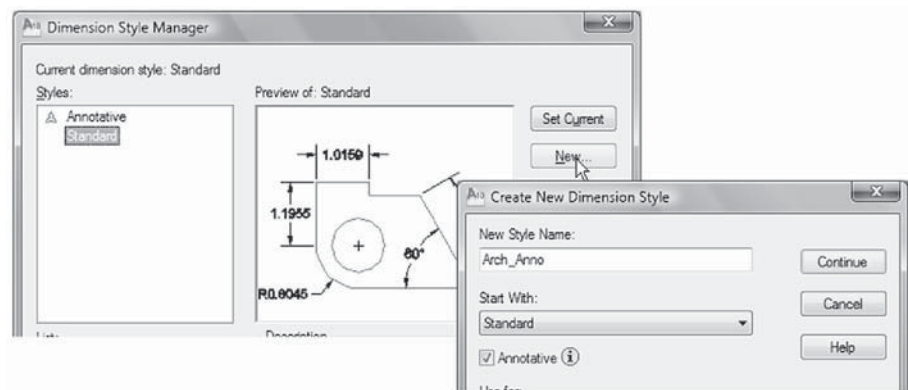 Dimension Style Manager
Current dimension style: Standard
Styles:
Annotative
Standard
Preview of: Standard
1.0159
1.1955
60°
R0.8045
Set Current
New...
Create New Dimension Style
New Style Name:
Arch_Anno
Start With:
Standard
Annotative
Continue
Cancel
Help